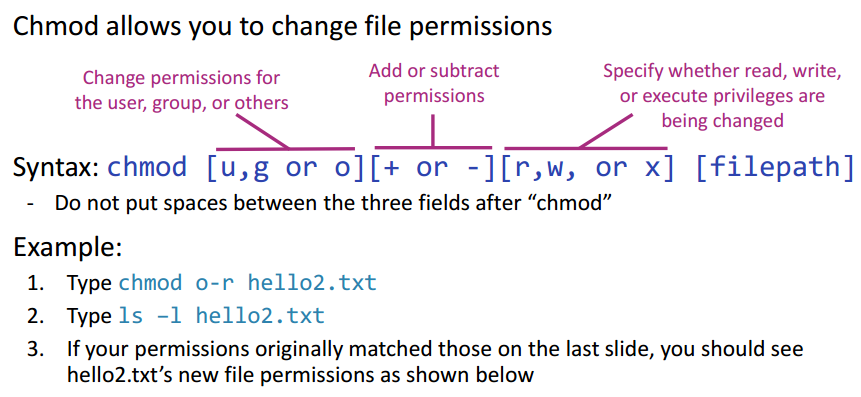 Chmod allows you to change file permissions
Change permissions for
the user, group, or others
Add or subtract
permissions
Specify whether read, write,
or execute privileges are
being changed
Syntax: chmod [u,g or o][+ or -][r,w, or x] [filepath]
- Do not put spaces between the three fields after “chmod”
Example:
1. Type chmod o-r hello2.txt
2. Type ls –l hello2.txt
3. If your permissions originally matched those on the last slide, you should see
hello2.txt’s new file permissions as shown below